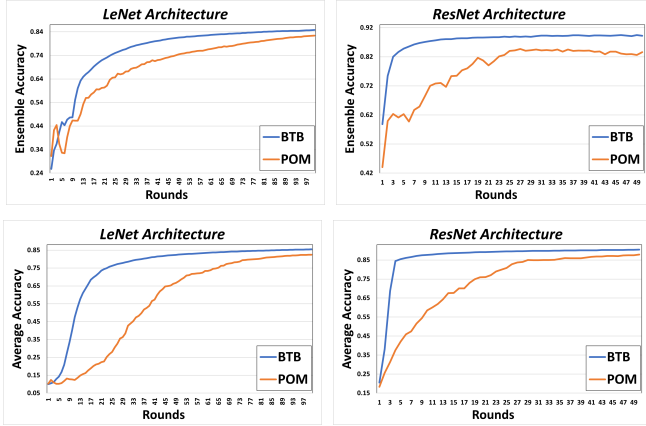 LeNet Architecture
Ensemble Accuracy
0.84
0.74
0.64
0.54
0.44
0.34
0.24
BTB
POM
1 5 9 13 17 21 25 29 33 37 41 45 49 53 57 61 65 69 73 77 81 85 89 93 97
Rounds
ResNet Architecture
Ensemble Accuracy
0.92
0.82
0.72
0.62
0.52
0.42
BTB
POM
1 3 5 7 9 11 13 15 17 19 21 23 25 27 29 31 33 35 37 39 41 43 45 47 49
Rounds
LeNet Architecture
Average Accuracy
0.85
0.75
0.65
0.55
0.45
0.35
0.25
0.15
0.05
BTB
POM
1 5 9 13 17 21 25 29 33 37 41 45 49 53 57 61 65 69 73 77 81 85 89 93 97
Rounds
ResNet Architecture
Average Accuracy
0.85
0.75
0.65
0.55
0.45
0.35
0.25
0.15
BTB
POM
1 3 5 7 9 11 13 15 17 19 21 23 25 27 29 31 33 35 37 39 41 43 45 47 49
Rounds